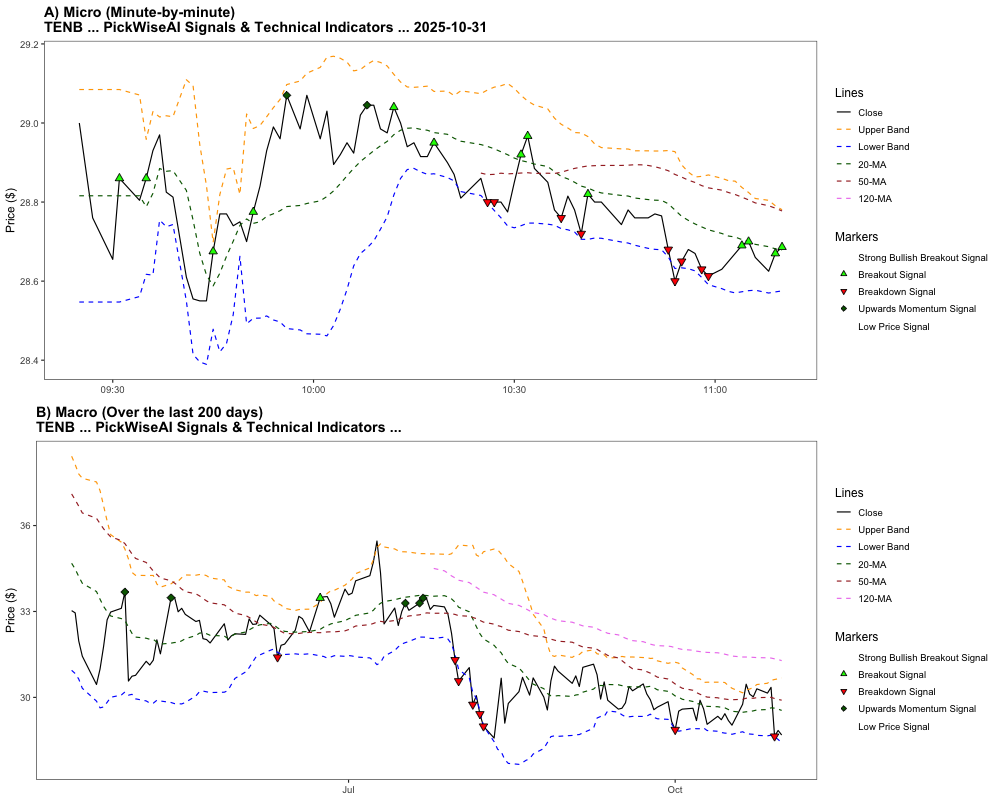 A) Micro (Minute-by-minute)
TENB ... PickWiseAI Signals & Technical Indicators ... 2025-10-31
Price ($)
29.2
29.0
28.8
28.6
28.4
09:30
10:00
10:30
11:00
Lines
Close
Upper Band
Lower Band
20-MA
50-MA
120-MA
Markers
Strong Bullish Breakout Signal
Breakout Signal
Breakdown Signal
Upwards Momentum Signal
Low Price Signal
B) Macro (Over the last 200 days)
TENB ... PickWiseAI Signals & Technical Indicators ...
Price ($)
36
33
30
Jul
Oct
Lines
Close
Upper Band
Lower Band
20-MA
50-MA
120-MA
Markers
Strong Bullish Breakout Signal
Breakout Signal
Breakdown Signal
Upwards Momentum Signal
Low Price Signal